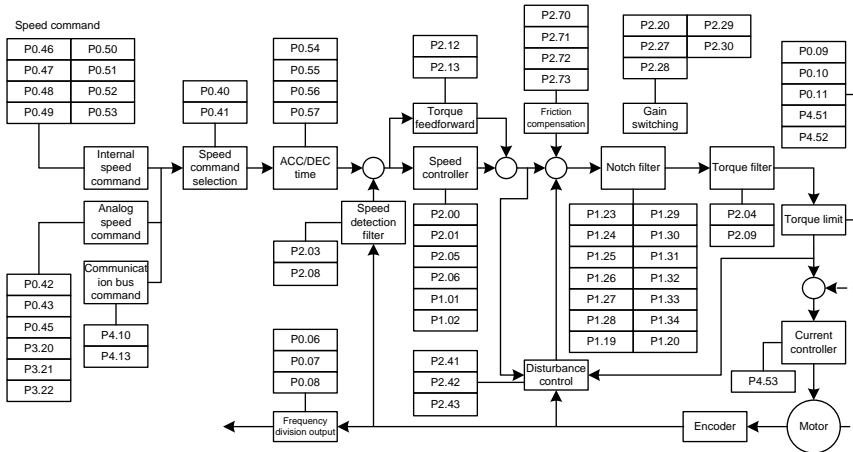 Speed command
P0.46 P0.50
P0.47 P0.51
P0.48 P0.52
P0.49 P0.53
P0.40
P0.41
P0.54
P0.55
P0.56
P0.57
P2.12
P2.13
P2.70
P2.71
P2.72
P2.73
P2.20 P2.29
P2.27 P2.30
P2.28
P0.09
P0.10
P0.11
P4.51
P4.52
Torque
feedforward
Friction
compensation
Gain
switching
Internal
speed
command
Speed
command
selection
ACC/DEC
time
Speed
controller
Notch filter
Torque filter
Analog
speed
command
Speed
detection
filter
Torque limit
Communicat
ion bus
command
P0.42
P0.43
P0.45
P3.20
P3.21
P3.22
P4.10
P4.13
P2.03
P2.08
P2.00
P2.01
P2.05
P2.06
P1.01
P1.02
P1.23 P1.29
P1.24 P1.30
P1.25 P1.31
P1.26 P1.32
P1.27 P1.33
P1.28 P1.34
P1.19 P1.20
P2.04
P2.09
Current
controller
P4.53
P0.06
P0.07
P0.08
P2.41
P2.42
P2.43
Disturbance
control
Frequency
division output
Encoder
Motor